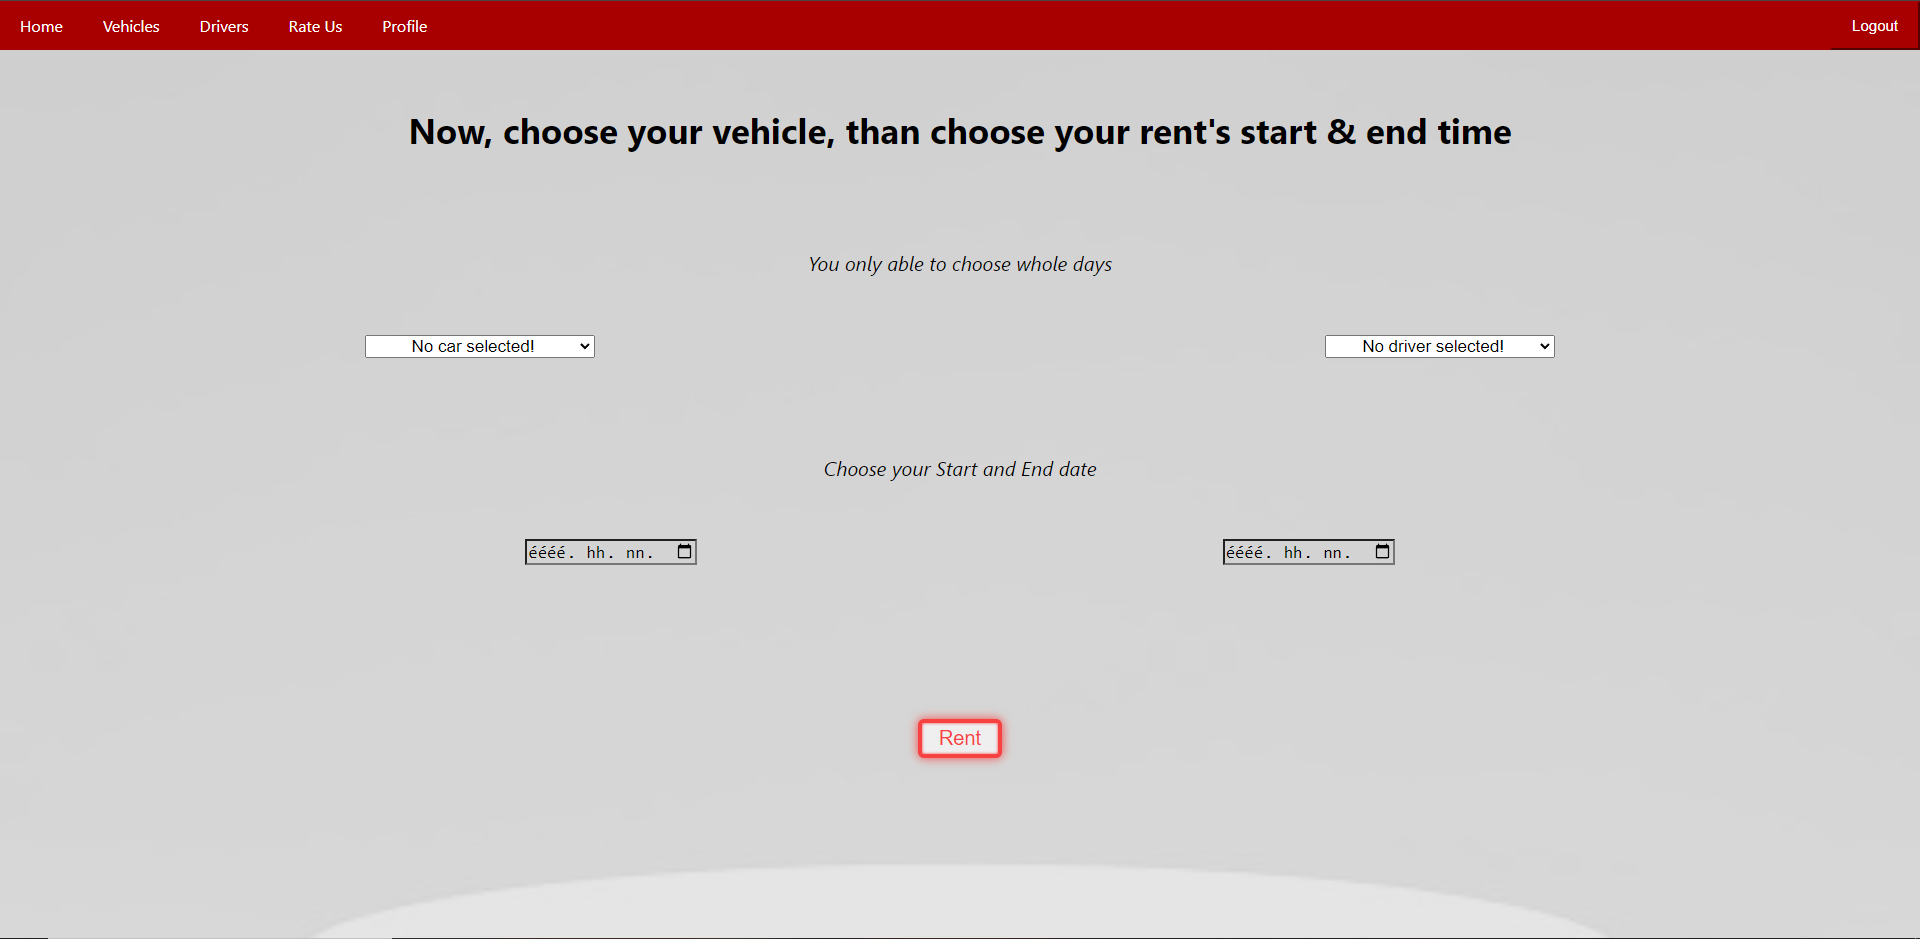 Home Vehicles Drivers Rate Us Profile Logout
Now, choose your vehicle, than choose your rent's start & end time
You only able to choose whole days
No car selected! No driver selected!
Choose your Start and End date
éééé. hh. nn. éééé. hh. nn.
Rent